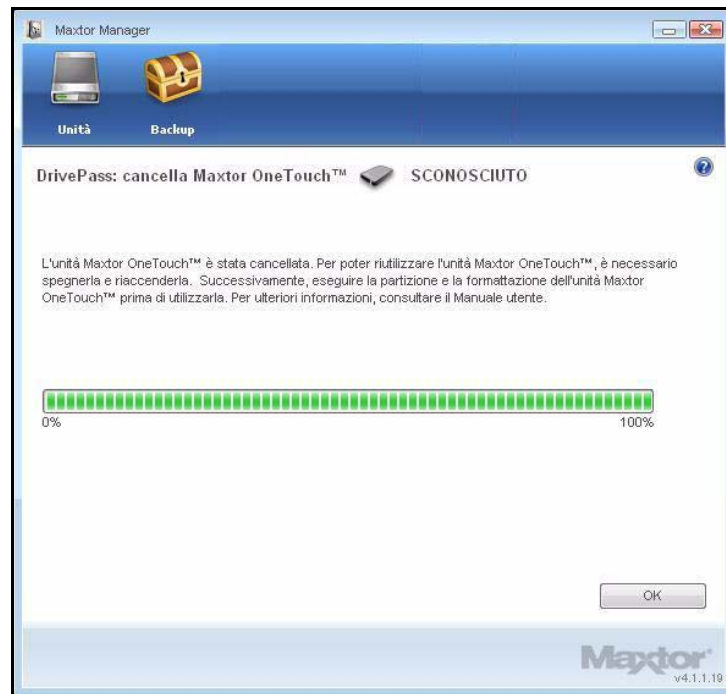 Maxtor Manager
Unità Backup
DrivePass: cancella Maxtor OneTouch™ SCONOSCIUTO
L'unità Maxtor OneTouch™ è stata cancellata. Per poter riutilizzare l'unità Maxtor OneTouch™, è necessario
spegnerla e riaccenderla. Successivamente, eseguire la partizione e la formattazione dell'unità Maxtor
OneTouch™ prima di utilizzarla. Per ulteriori informazioni, consultare il Manuale utente.
0% 100%
OK
Maxtor
v4.1.1.19